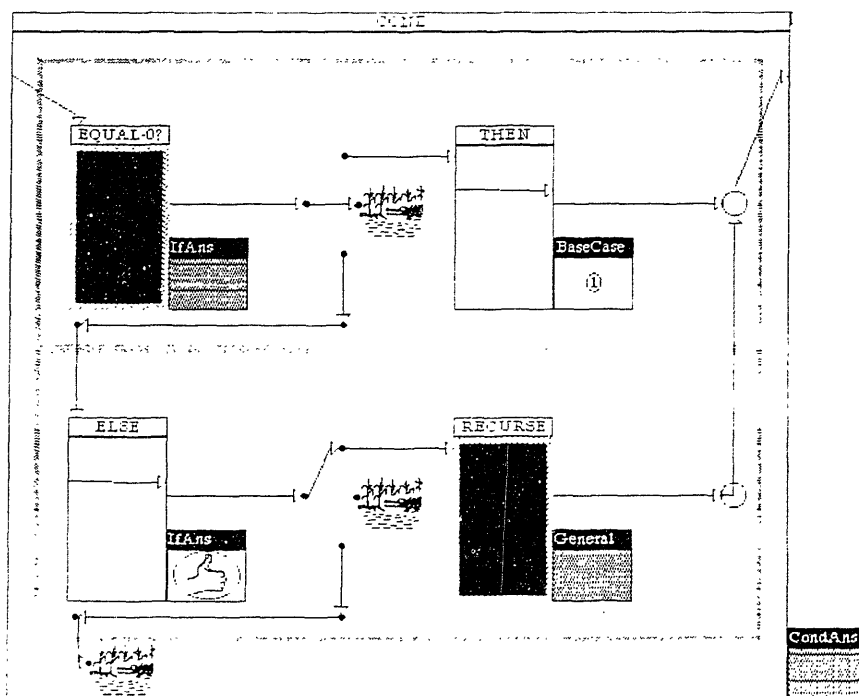 EQUAL-0?
THEN
IfAns
BaseCase
1
ELSE
RECURSE
IfAns
General
CondAns